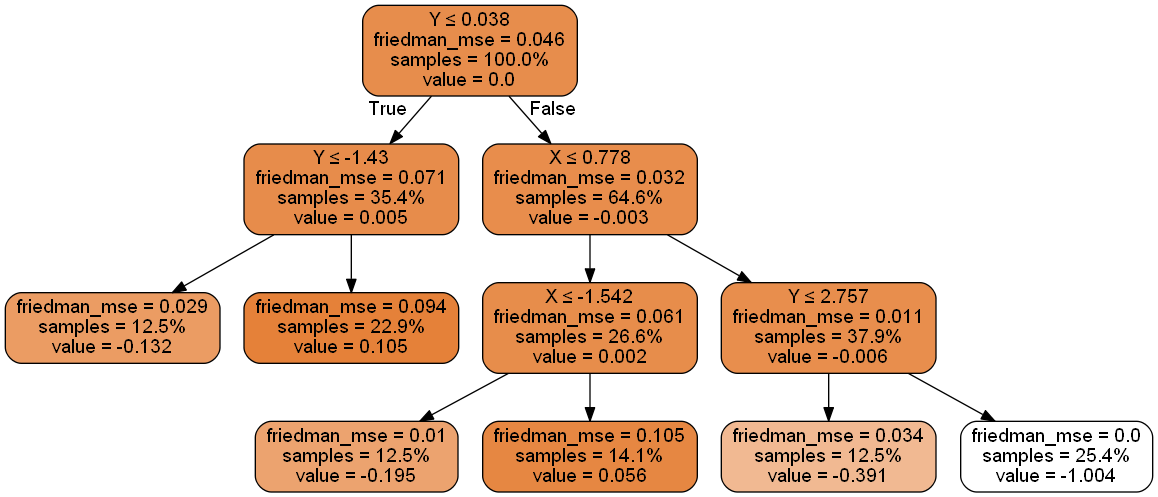 Y ≤ 0.038
friedman_mse = 0.046
samples = 100.0%
value = 0.0
True
False
Y ≤ -1.43
friedman_mse = 0.071
samples = 35.4%
value = 0.005
X ≤ 0.778
friedman_mse = 0.032
samples = 64.6%
value = -0.003
friedman_mse = 0.029
samples = 12.5%
value = -0.132
friedman_mse = 0.094
samples = 22.9%
value = 0.105
X ≤ -1.542
friedman_mse = 0.061
samples = 26.6%
value = 0.002
Y ≤ 2.757
friedman_mse = 0.011
samples = 37.9%
value = -0.006
friedman_mse = 0.01
samples = 12.5%
value = -0.195
friedman_mse = 0.105
samples = 14.1%
value = 0.056
friedman_mse = 0.034
samples = 12.5%
value = -0.391
friedman_mse = 0.0
samples = 25.4%
value = -1.004